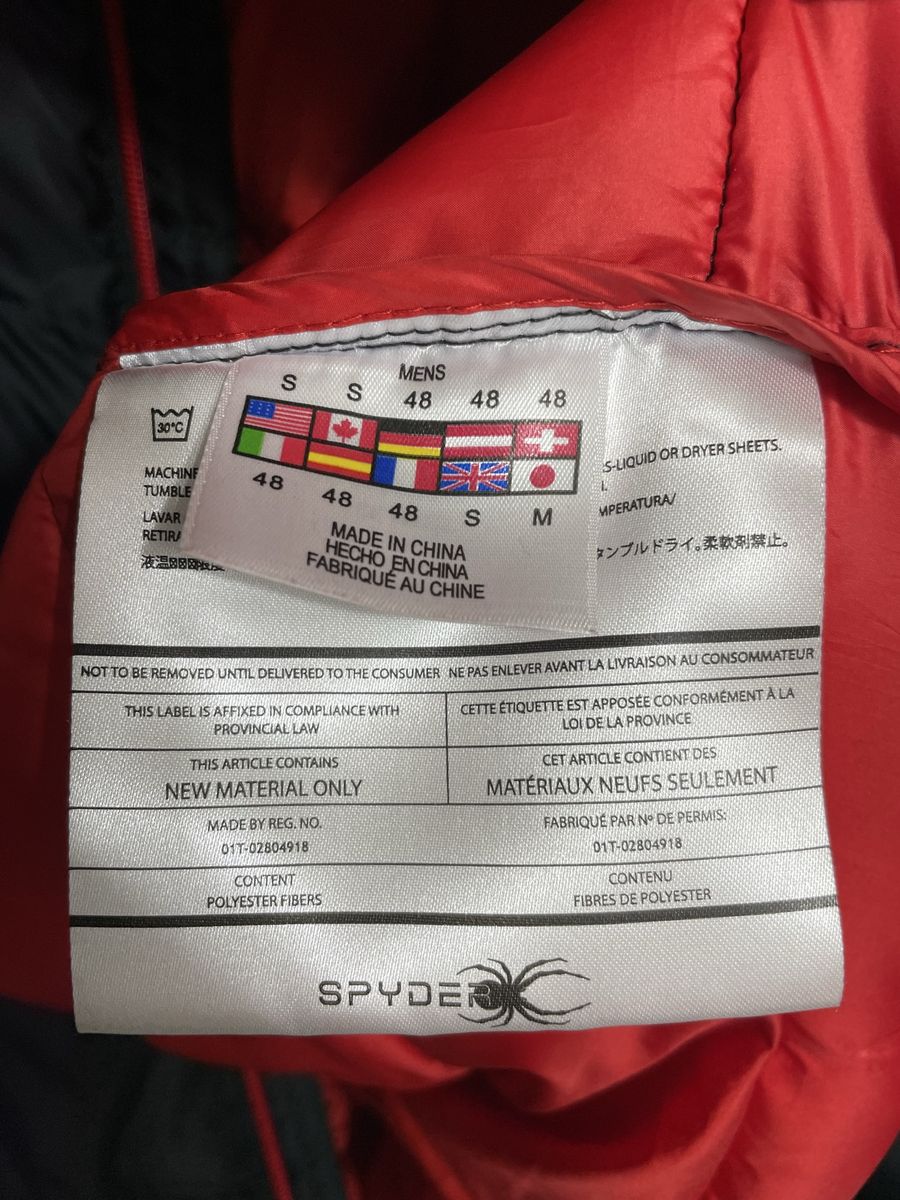 MENS
S S 48 48 48
48 48 48 S M
MADE IN CHINA
HECHO EN CHINA
FABRIQUÉ AU CHINE
30°C
MACHINE
TUMBLE
LAVAR
RETIRA
液温
S-LIQUID OR DRYER SHEETS.
MPERATURA/
タンブルドライ。柔軟剤禁止。
NOT TO BE REMOVED UNTIL DELIVERED TO THE CONSUMER NE PAS ENLEVER AVANT LA LIVRAISON AU CONSOMMATEUR
THIS LABEL IS AFFIXED IN COMPLIANCE WITH
PROVINCIAL LAW
CETTE ÉTIQUETTE EST APPOSÉE CONFORMÉMENT À LA
LOI DE LA PROVINCE
THIS ARTICLE CONTAINS
NEW MATERIAL ONLY
CET ARTICLE CONTIENT DES
MATÉRIAUX NEUFS SEULEMENT
MADE BY REG. NO.
01T-02804918
FABRIQUÉ PAR Nº DE PERMIS:
01T-02804918
CONTENT
POLYESTER FIBERS
CONTENU
FIBRES DE POLYESTER
SPYDER